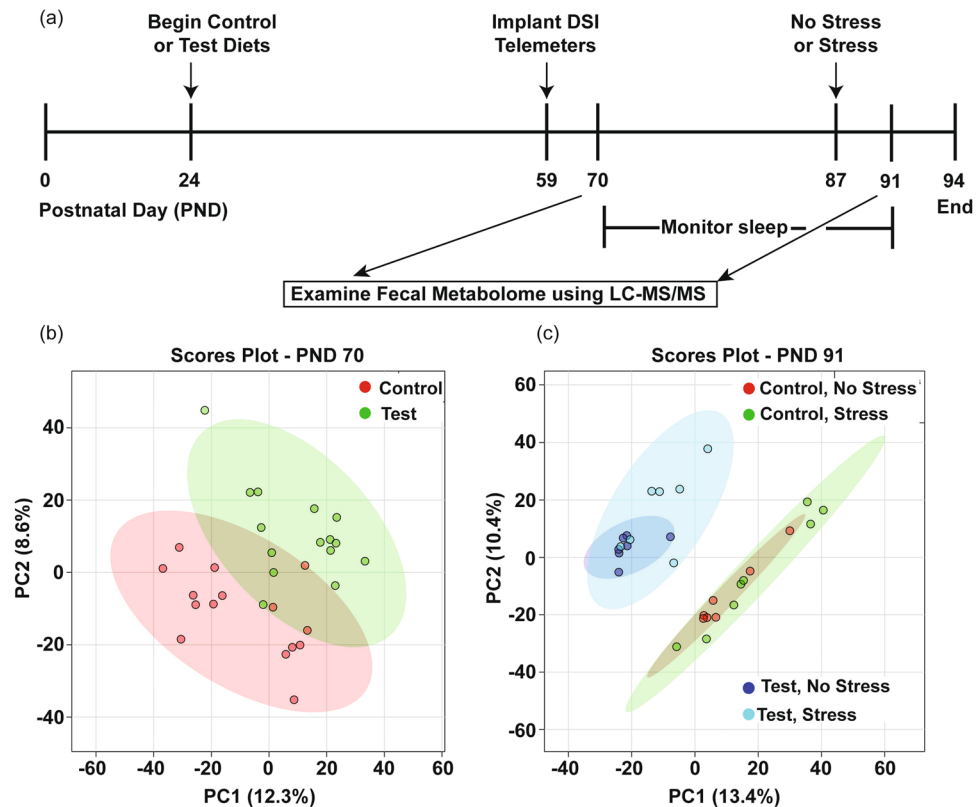 (a)
Begin Control
or Test Diets
Implant DSI
Telemeters
No Stress
or Stress
0
24
59
70
87
91
94
Postnatal Day (PND)
End
Monitor sleep
Examine Fecal Metabolome using LC-MS/MS
(b)
Scores Plot - PND 70
Control
Test
40
20
0
-20
-40
PC2 (8.6%)
-60
-40
-20
0
20
40
60
PC1 (12.3%)
(c)
Scores Plot - PND 91
Control, No Stress
Control, Stress
60
40
20
0
-20
-40
-60
PC2 (10.4%)
Test, No Stress
Test, Stress
-40
-20
0
20
40
60
PC1 (13.4%)